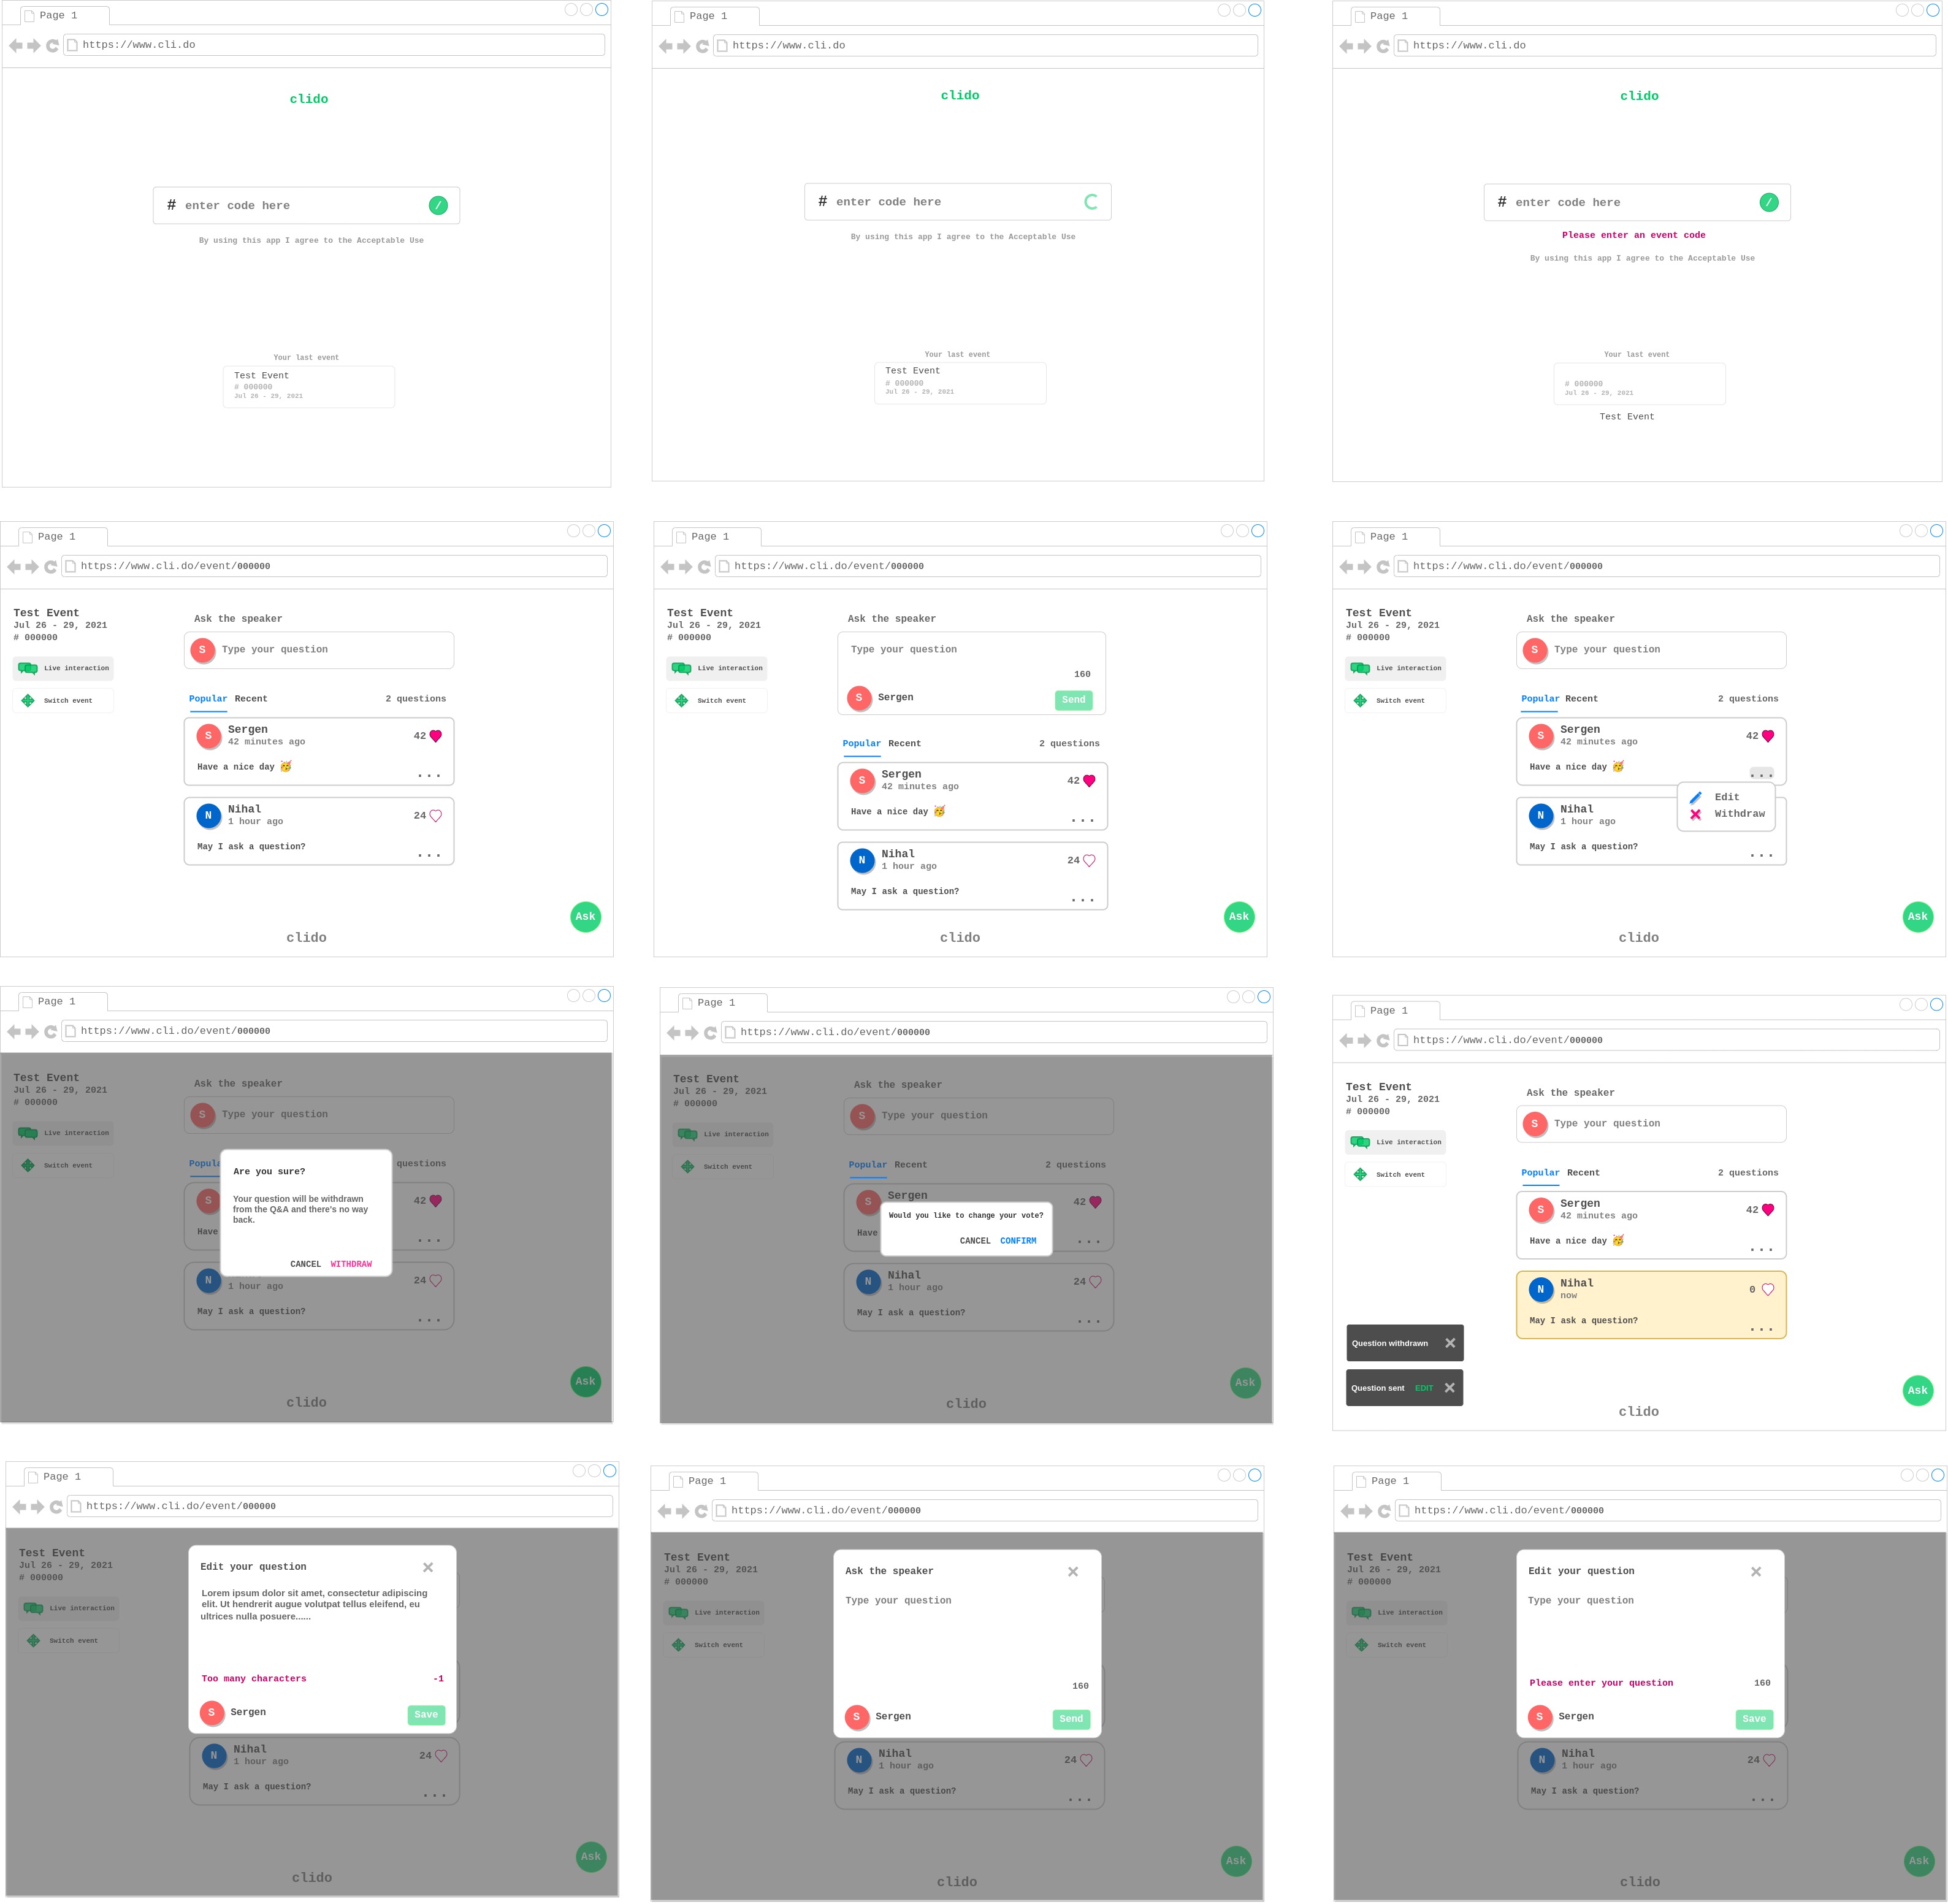 Page 1
https://www.cli.do
clido
# enter code here /
By using this app I agree to the Acceptable Use
Your last event
Test Event
# 000000
Jul 26 - 29, 2021
Page 1
https://www.cli.do
clido
# enter code here
By using this app I agree to the Acceptable Use
Your last event
Test Event
# 000000
Jul 26 - 29, 2021
Page 1
https://www.cli.do
clido
# enter code here /
Please enter an event code
By using this app I agree to the Acceptable Use
Your last event
# 000000
Jul 26 - 29, 2021
Test Event
Page 1
https://www.cli.do/event/000000
Test Event
Jul 26 - 29, 2021
# 000000
Live interaction
Switch event
Ask the speaker
S Type your question
Popular Recent 2 questions
S Sergen 42
42 minutes ago
Have a nice day 🥳 ...
N Nihal 24
1 hour ago
May I ask a question? ...
Ask
clido
Page 1
https://www.cli.do/event/000000
Test Event
Jul 26 - 29, 2021
# 000000
Live interaction
Switch event
Ask the speaker
Type your question
160
S Sergen Send
Popular Recent 2 questions
S Sergen 42
42 minutes ago
Have a nice day 🥳 ...
N Nihal 24
1 hour ago
May I ask a question? ...
Ask
clido
Page 1
https://www.cli.do/event/000000
Test Event
Jul 26 - 29, 2021
# 000000
Live interaction
Switch event
Ask the speaker
S Type your question
Popular Recent 2 questions
S Sergen 42
42 minutes ago
Have a nice day 🥳 ...
Edit
Withdraw
N Nihal
1 hour ago
May I ask a question? ...
Ask
clido
Page 1
https://www.cli.do/event/000000
Test Event
Jul 26 - 29, 2021
# 000000
Live interaction
Switch event
Ask the speaker
S Type your question
Popula questions
Are you sure?
Your question will be withdrawn
from the Q&A and there's no way
back.
CANCEL WITHDRAW
S 42
Have ...
N 24
1 hour ago
May I ask a question? ...
Ask
clido
Page 1
https://www.cli.do/event/000000
Test Event
Jul 26 - 29, 2021
# 000000
Live interaction
Switch event
Ask the speaker
S Type your question
Popular Recent 2 questions
S Sergen 42
Would you like to change your vote?
CANCEL CONFIRM
Have ...
N Nihal 24
1 hour ago
May I ask a question? ...
Ask
clido
Page 1
https://www.cli.do/event/000000
Test Event
Jul 26 - 29, 2021
# 000000
Live interaction
Switch event
Ask the speaker
S Type your question
Popular Recent 2 questions
S Sergen 42
42 minutes ago
Have a nice day 🥳 ...
N Nihal 0
now
May I ask a question? ...
Question withdrawn
Question sent EDIT
Ask
clido
Page 1
https://www.cli.do/event/000000
Test Event
Jul 26 - 29, 2021
# 000000
Live interaction
Switch event
Edit your question
Lorem ipsum dolor sit amet, consectetur adipiscing
elit. Ut hendrerit augue volutpat tellus eleifend, eu
ultrices nulla posuere......
Too many characters -1
S Sergen Save
N Nihal 24
1 hour ago
May I ask a question? ...
Ask
clido
Page 1
https://www.cli.do/event/000000
Test Event
Jul 26 - 29, 2021
# 000000
Live interaction
Switch event
Ask the speaker
Type your question
160
S Sergen Send
N Nihal 24
1 hour ago
May I ask a question? ...
Ask
clido
Page 1
https://www.cli.do/event/000000
Test Event
Jul 26 - 29, 2021
# 000000
Live interaction
Switch event
Edit your question
Type your question
Please enter your question 160
S Sergen Save
N Nihal 24
1 hour ago
May I ask a question? ...
Ask
clido